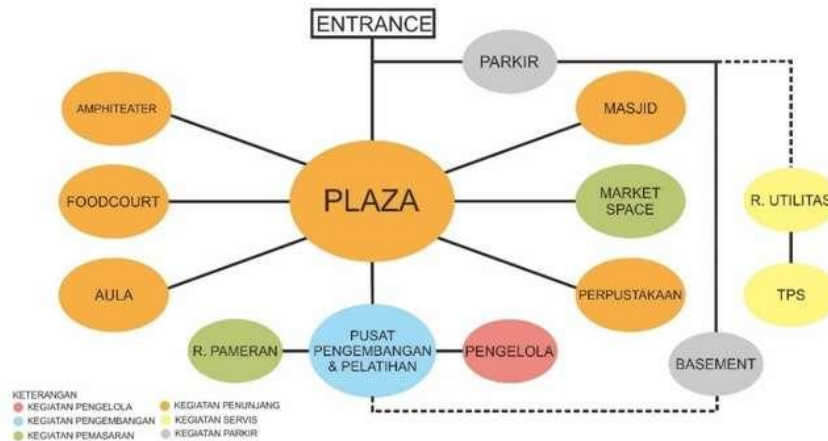 ENTRANCE
PARKIR
AMPHITEATER
MASJID
FOODCOURT
PLAZA
MARKET
SPACE
R. UTILITAS
AULA
PERPUSTAKAAN
TPS
R. PAMERAN
PUSAT
PENGEMBANGAN
& PELATIHAN
PENGELOLA
BASEMENT
KETERANGAN
KEGIATAN PENGELOLA
KEGIATAN PENUNJANG
KEGIATAN PENGEMBANGAN
KEGIATAN SERVIS
KEGIATAN PEMASARAN
KEGIATAN PARKIR